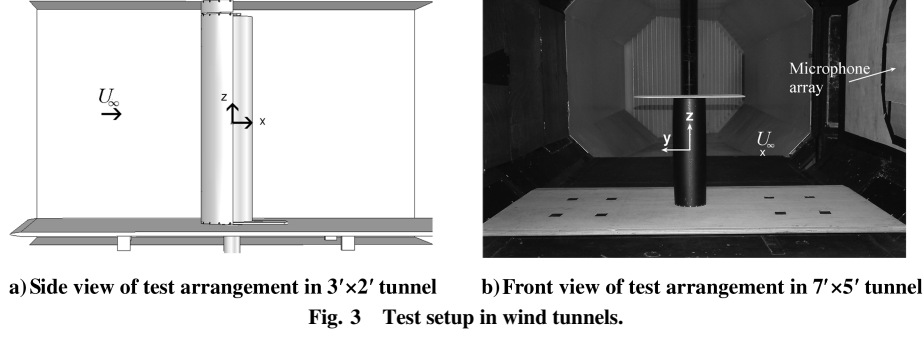 U∞
z
x
Microphone
array
z
y
U∞
x
a) Side view of test arrangement in 3′×2′ tunnel
b) Front view of test arrangement in 7′×5′ tunnel
Fig. 3 Test setup in wind tunnels.